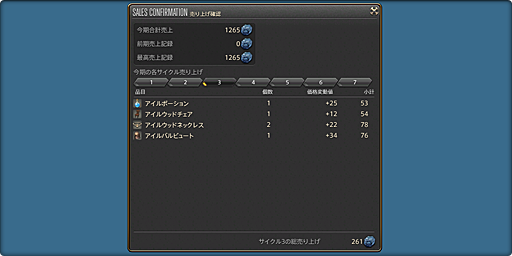 SALES CONFIRMATION 売り上げ確認
今期合計売上 1265
前期売上記録 0
最高売上記録 1265
今期の各サイクル売り上げ
1 2 3 4 5 6 7
品目 個数 価格変動値 小計
アイルポーション 1 +25 53
アイルウッドチェア 1 +12 54
アイルウッドネックレス 2 +22 78
アイルバルビュート 1 +34 76
サイクル3の総売り上げ 261